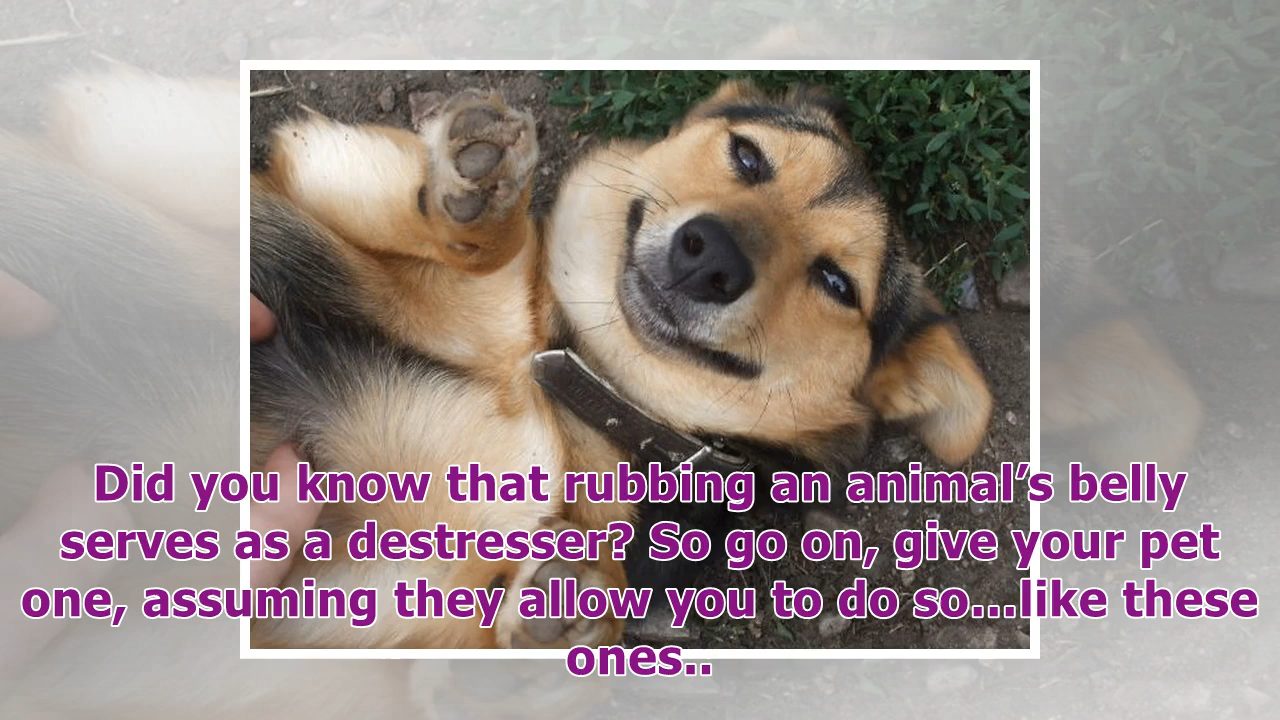 Did you know that rubbing an animal’s belly
serves as a destresser? So go on, give your pet
one, assuming they allow you to do so...like these
ones..